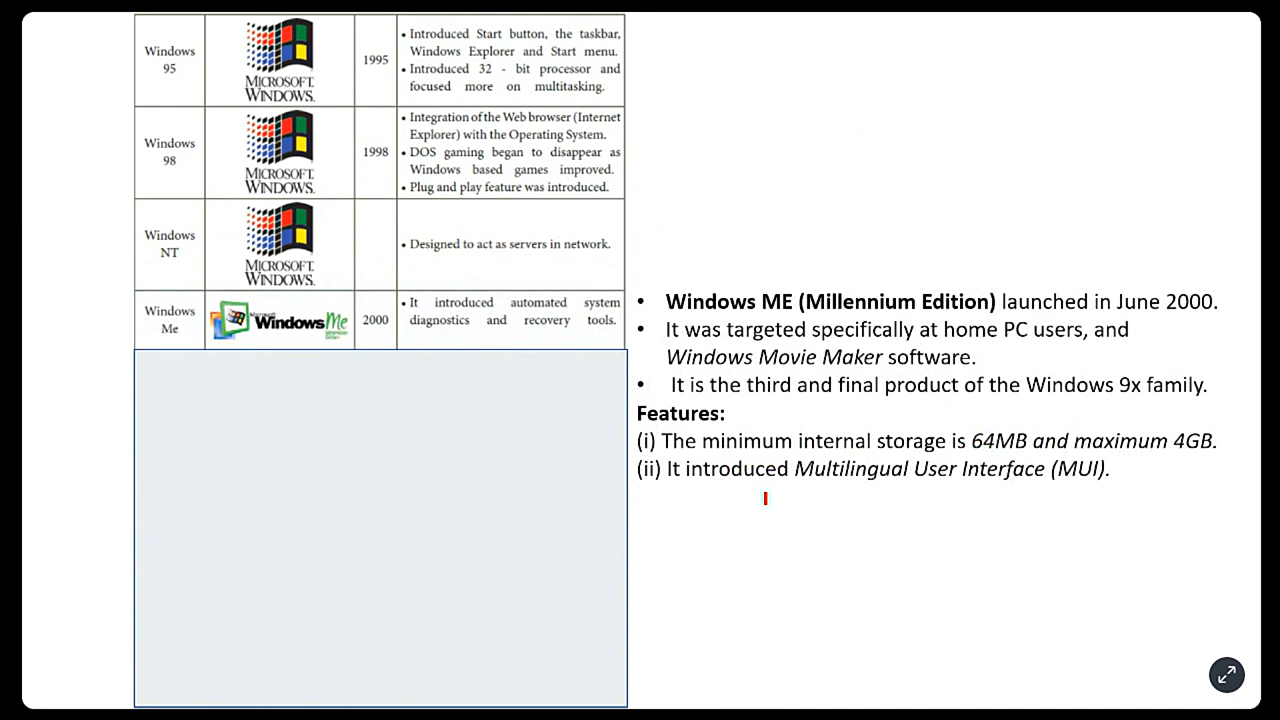 Windows
95
MICROSOFT.
WINDOWS.
1995
• Introduced Start button, the taskbar,
Windows Explorer and Start menu.
• Introduced 32 - bit processor and
focused more on multitasking.
Windows
98
MICROSOFT.
WINDOWS.
1998
• Integration of the Web browser (Internet
Explorer) with the Operating System.
• DOS gaming began to disappear as
Windows based games improved.
• Plug and play feature was introduced.
Windows
NT
MICROSOFT.
WINDOWS.
• Designed to act as servers in network.
Windows
Me
Microsoft
Windows Me
2000
• It introduced automated system
diagnostics and recovery tools.
• Windows ME (Millennium Edition) launched in June 2000.
• It was targeted specifically at home PC users, and
Windows Movie Maker software.
• It is the third and final product of the Windows 9x family.
Features:
(i) The minimum internal storage is 64MB and maximum 4GB.
(ii) It introduced Multilingual User Interface (MUI).